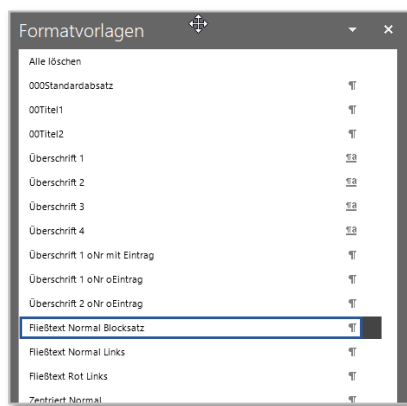 Formatvorlagen
Alle löschen
000Standardabsatz ¶
00Titel1 ¶
00Titel2 ¶
Überschrift 1 ¶a
Überschrift 2 ¶a
Überschrift 3 ¶a
Überschrift 4 ¶a
Überschrift 1 oNr mit Eintrag ¶
Überschrift 1 oNr oEintrag ¶
Überschrift 2 oNr oEintrag ¶
Fließtext Normal Blocksatz ¶
Fließtext Normal Links ¶
Fließtext Rot Links ¶
Zentriert Normal ¶